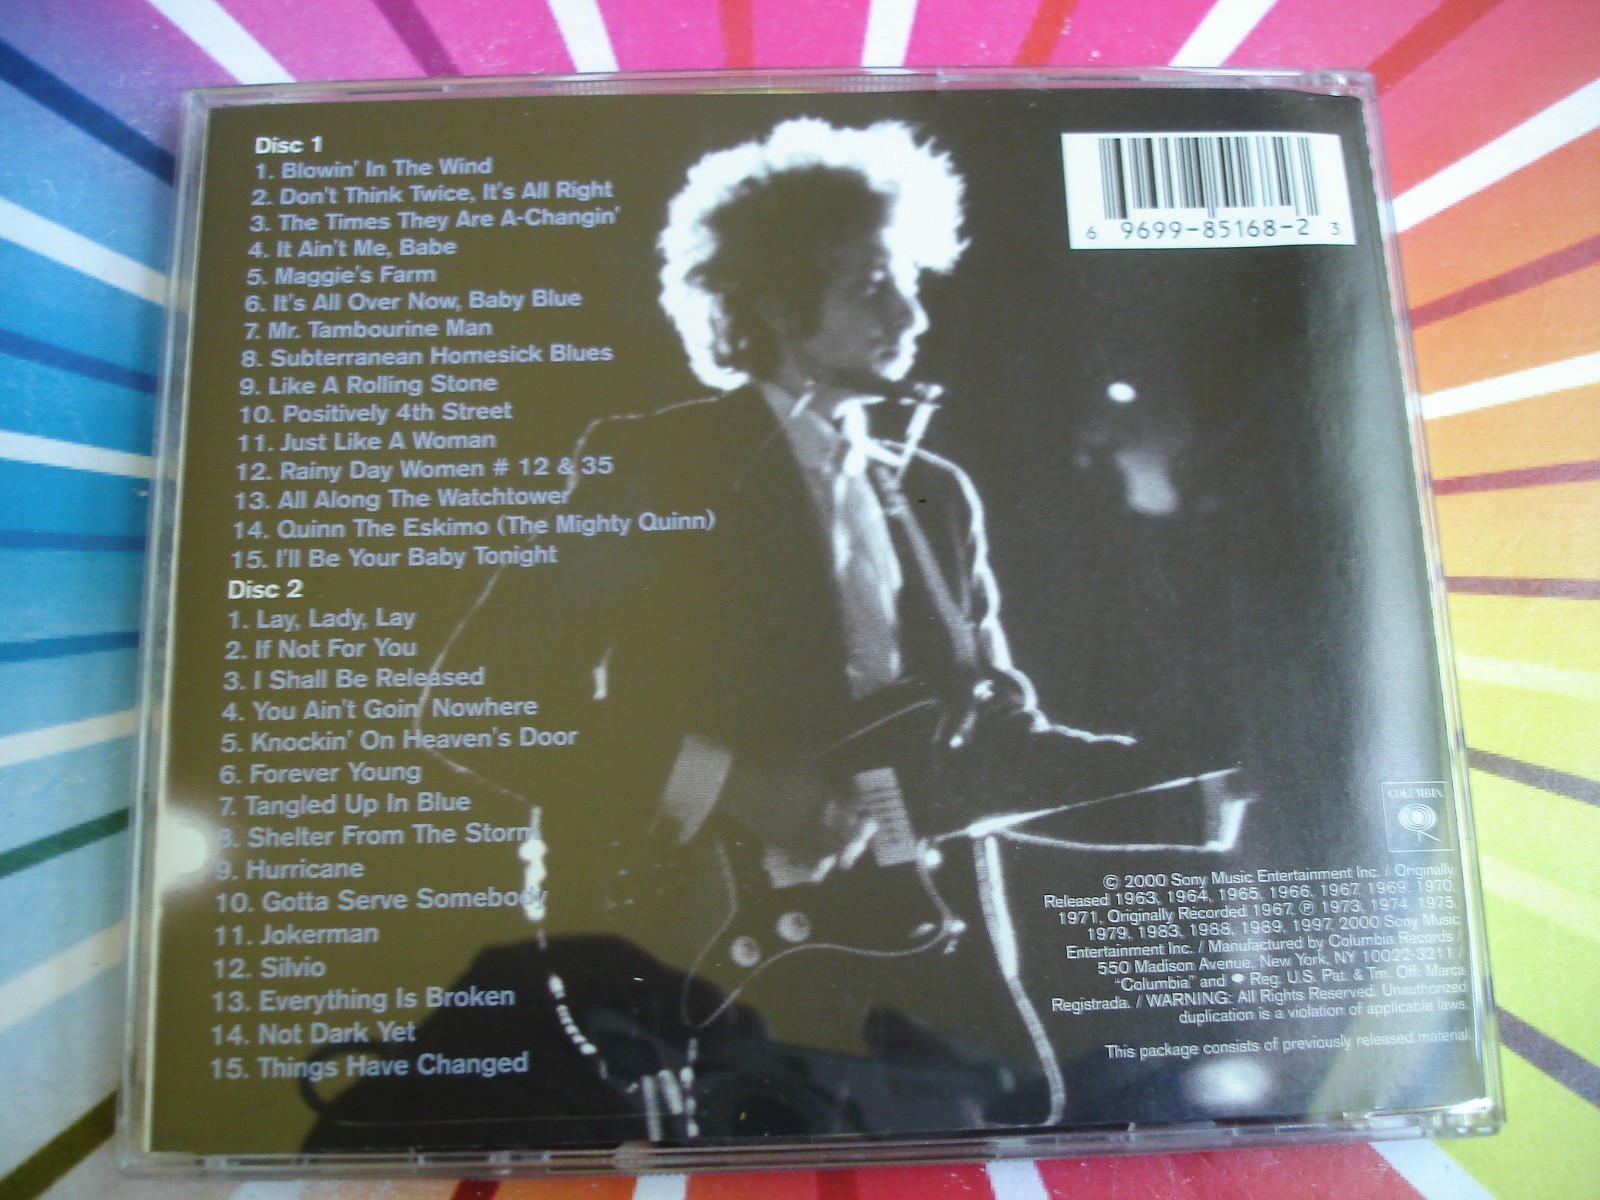 Disc 1
1. Blowin' In The Wind
2. Don't Think Twice, It's All Right
3. The Times They Are A-Changin'
4. It Ain't Me, Babe
5. Maggie's Farm
6. It's All Over Now, Baby Blue
7. Mr. Tambourine Man
8. Subterranean Homesick Blues
9. Like A Rolling Stone
10. Positively 4th Street
11. Just Like A Woman
12. Rainy Day Women # 12 & 35
13. All Along The Watchtower
14. Quinn The Eskimo (The Mighty Quinn)
15. I'll Be Your Baby Tonight
Disc 2
1. Lay, Lady, Lay
2. If Not For You
3. I Shall Be Released
4. You Ain't Goin' Nowhere
5. Knockin' On Heaven's Door
6. Forever Young
7. Tangled Up In Blue
8. Shelter From The Storm
9. Hurricane
10. Gotta Serve Somebody
11. Jokerman
12. Silvio
13. Everything Is Broken
14. Not Dark Yet
15. Things Have Changed
6 9699-85168-2 3
COLUMBIA
© 2000 Sony Music Entertainment Inc. / Originally
Released 1963, 1964, 1965, 1966, 1967, 1969, 1970,
1971, Originally Recorded 1967, ℗ 1973, 1974, 1975,
1979, 1983, 1988, 1989, 1997, 2000 Sony Music
Entertainment Inc. / Manufactured by Columbia Records /
550 Madison Avenue, New York, NY 10022-3211 /
"Columbia" and Reg. U.S. Pat. & Tm. Off. Marca
Registrada. / WARNING: All Rights Reserved. Unauthorized
duplication is a violation of applicable laws.
This package consists of previously released material.